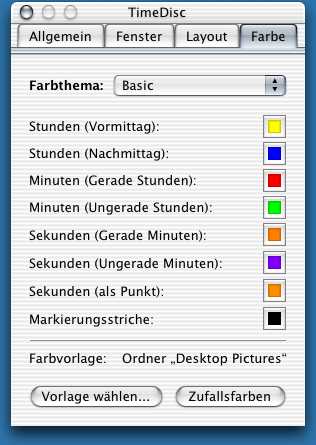 TimeDisc
Allgemein Fenster Layout Farbe
Farbthema: Basic
Stunden (Vormittag):
Stunden (Nachmittag):
Minuten (Gerade Stunden):
Minuten (Ungerade Stunden):
Sekunden (Gerade Minuten):
Sekunden (Ungerade Minuten):
Sekunden (als Punkt):
Markierungsstriche:
Farbvorlage: Ordner „Desktop Pictures“
Vorlage wählen... Zufallsfarben